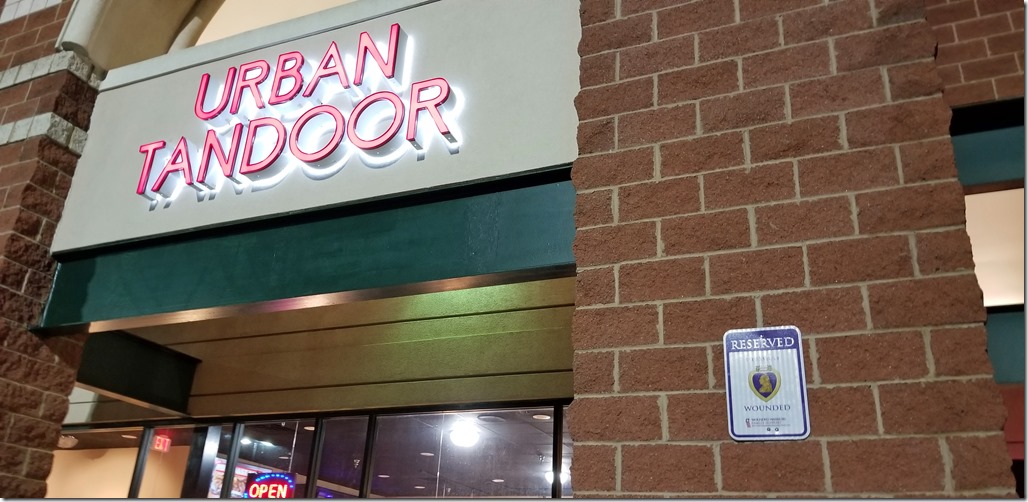 URBAN
TANDOOR
RESERVED
WOUNDED
EXIT
OPEN